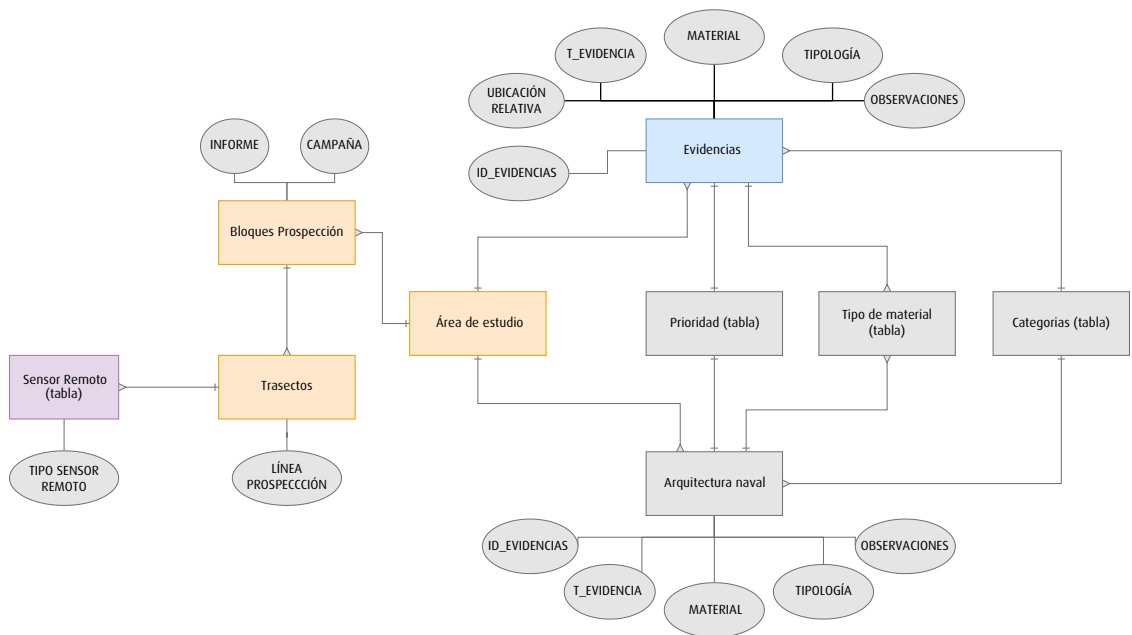 MATERIAL
T_EVIDENCIA
TIPOLOGÍA
UBICACIÓN
RELATIVA
OBSERVACIONES
INFORME
CAMPAÑA
Evidencias
ID_EVIDENCIAS
Bloques Prospección
Área de estudio
Prioridad (tabla)
Tipo de material
(tabla)
Categorias (tabla)
Sensor Remoto
(tabla)
Trasectos
TIPO SENSOR
REMOTO
LÍNEA
PROSPECCCIÓN
Arquitectura naval
ID_EVIDENCIAS
OBSERVACIONES
T_EVIDENCIA
TIPOLOGÍA
MATERIAL